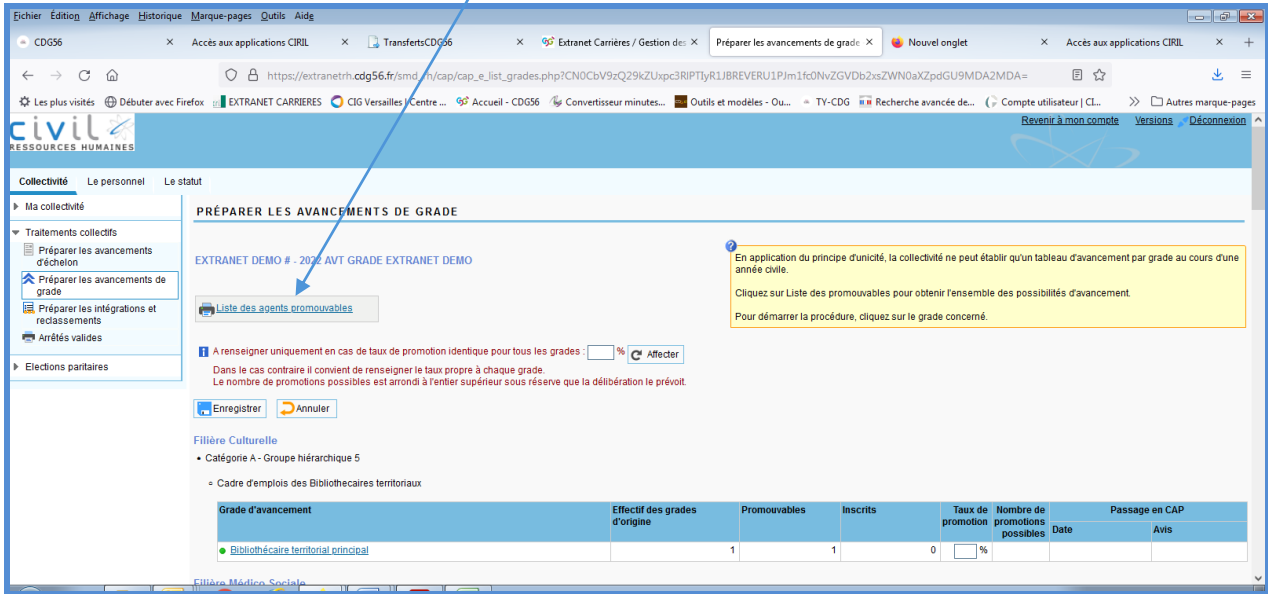 Fichier Édition Affichage Historique Marque-pages Outils Aide
CDG56
Accès aux applications CIRIL
TransfertsCDG56
Extranet Carrières / Gestion des
Préparer les avancements de grade
Nouvel onglet
Accès aux applications CIRIL
Les plus visités Débuter avec Firefox EXTRANET CARRIERES CIG Versailles | Centre ... Accueil - CDG56 Convertisseur minutes... Outils et modèles - Ou... TY-CDG Recherche avancée de... Compte utilisateur | CI... Autres marque-pages
civil
RESSOURCES HUMAINES
Revenir à mon compte Versions Déconnexion
Collectivité Le personnel Le statut
Ma collectivité
Traitements collectifs
Préparer les avancements
d'échelon
Préparer les avancements de
grade
Préparer les intégrations et
reclassements
Arrêtés valides
Elections paritaires
PRÉPARER LES AVANCEMENTS DE GRADE
EXTRANET DEMO # - 2022 AVT GRADE EXTRANET DEMO
En application du principe d'unicité, la collectivité ne peut établir qu'un tableau d'avancement par grade au cours d'une
année civile.
Cliquez sur Liste des promouvables pour obtenir l'ensemble des possibilités d'avancement.
Pour démarrer la procédure, cliquez sur le grade concerné.
Liste des agents promouvables
A renseigner uniquement en cas de taux de promotion identique pour tous les grades : % Affecter
Dans le cas contraire il convient de renseigner le taux propre à chaque grade.
Le nombre de promotions possibles est arrondi à l'entier supérieur sous réserve que la délibération le prévoit.
Enregistrer Annuler
Filière Culturelle
• Catégorie A - Groupe hiérarchique 5
Cadre d'emplois des Bibliothecaires territoriaux
Grade d'avancement
Effectif des grades
d'origine
Promouvables
Inscrits
Taux de
promotion
Nombre de
promotions
possibles
Passage en CAP
Date Avis
Bibliothécaire territorial principal 1 1 0 %
Filière Médico Sociale